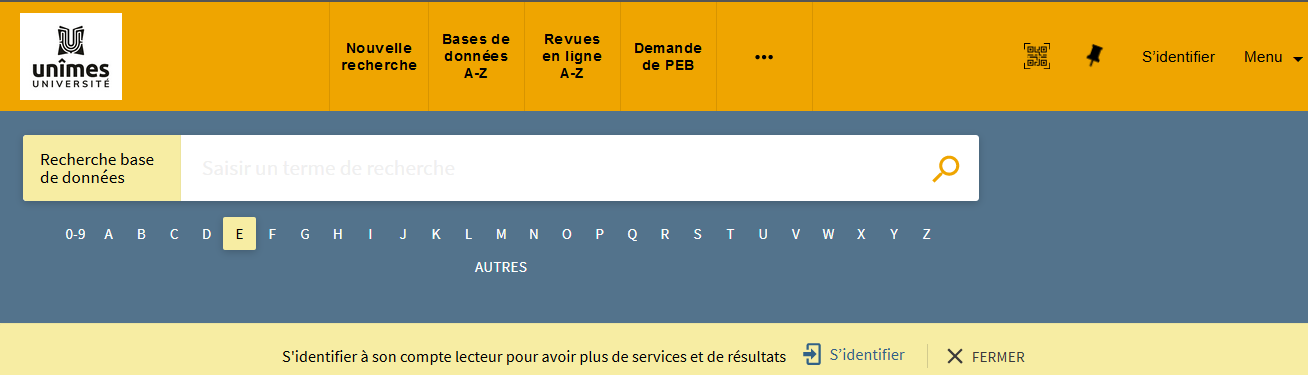 unîmes
UNIVERSITÉ
Nouvelle
recherche
Bases de
données
A-Z
Revues
en ligne
A-Z
Demande
de PEB
•••
S'identifier
Menu
Recherche base
de données
Saisir un terme de recherche
0-9 A B C D E F G H I J K L M N O P Q R S T U V W X Y Z
AUTRES
S'identifier à son compte lecteur pour avoir plus de services et de résultats S'identifier FERMER